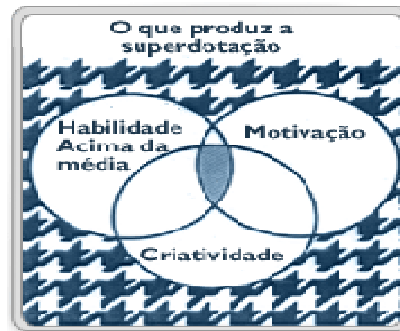 O que produz a
superdotação
Habilidade
Acima da
média
Motivação
Criatividade